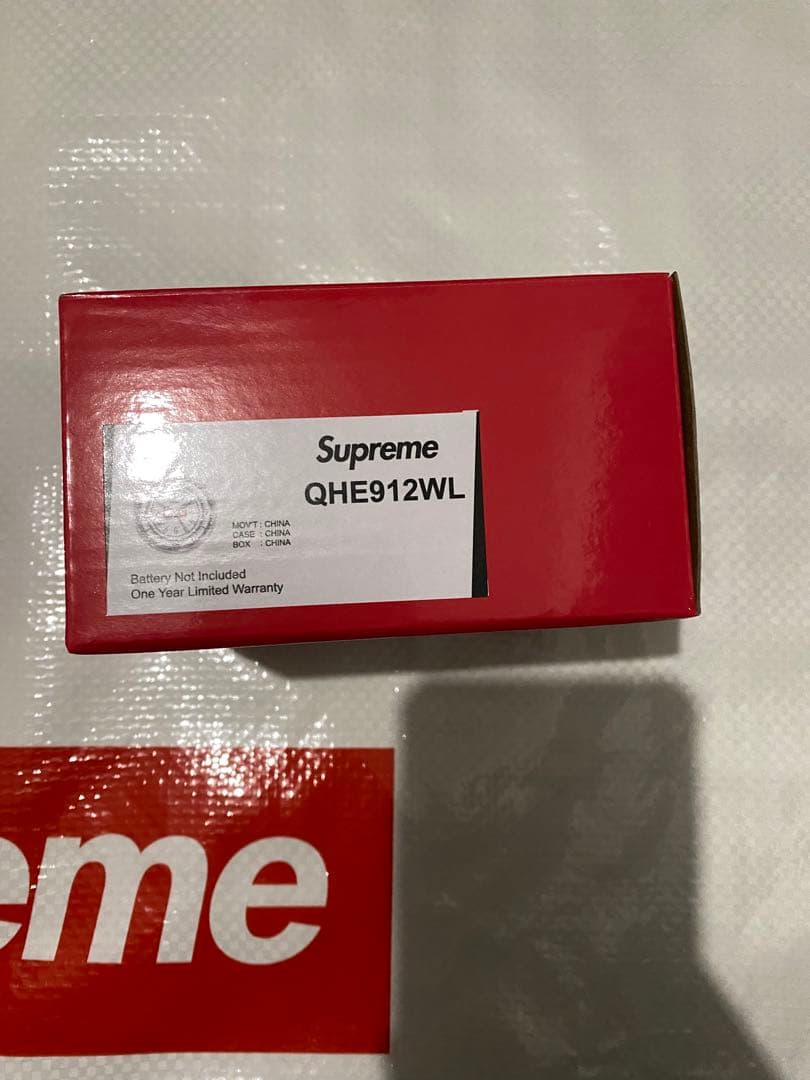 Supreme
QHE912WL
MOV'T : CHINA
CASE : CHINA
BOX : CHINA
Battery Not Included
One Year Limited Warranty
eme